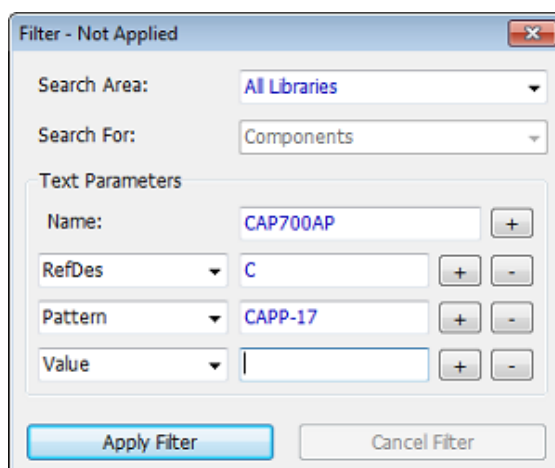 Filter - Not Applied
Search Area: All Libraries
Search For: Components
Text Parameters
Name: CAP700AP +
RefDes C + -
Pattern CAPP-17 + -
Value + -
Apply Filter Cancel Filter